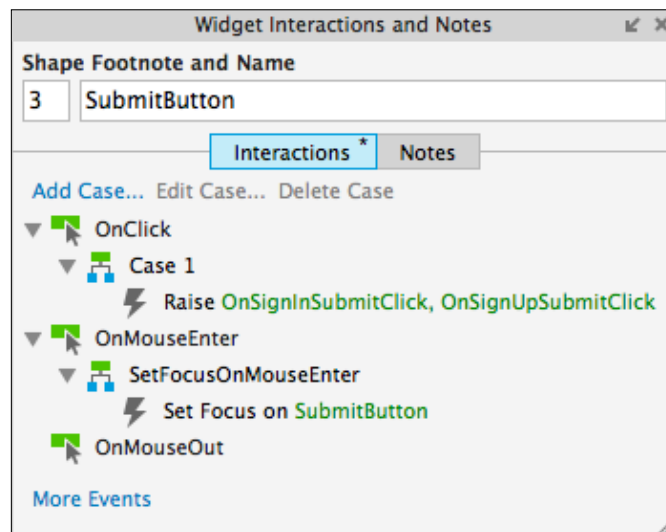 Widget Interactions and Notes
Shape Footnote and Name
3 SubmitButton
Interactions * Notes
Add Case... Edit Case... Delete Case
OnClick
Case 1
Raise OnSignInSubmitClick, OnSignUpSubmitClick
OnMouseEnter
SetFocusOnMouseEnter
Set Focus on SubmitButton
OnMouseOut
More Events